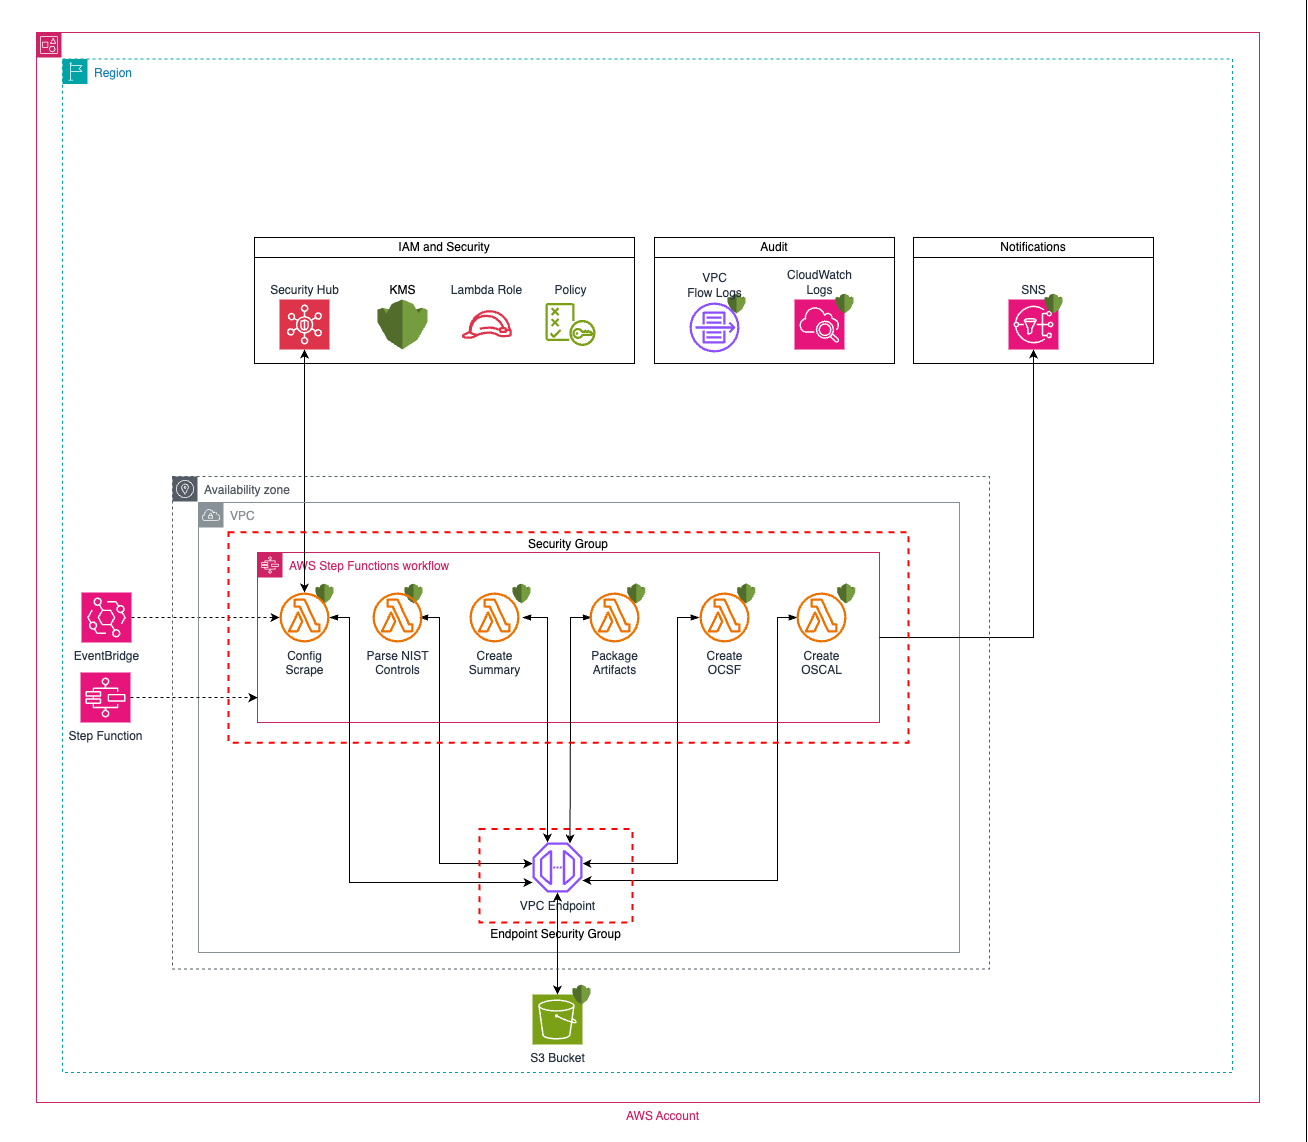 Region
IAM and Security
Security Hub
KMS
Lambda Role
Policy
Audit
VPC
Flow Logs
CloudWatch
Logs
Notifications
SNS
Availability zone
VPC
Security Group
AWS Step Functions workflow
EventBridge
Step Function
Config
Scrape
Parse NIST
Controls
Create
Summary
Package
Artifacts
Create
OCSF
Create
OSCAL
VPC Endpoint
Endpoint Security Group
S3 Bucket
AWS Account